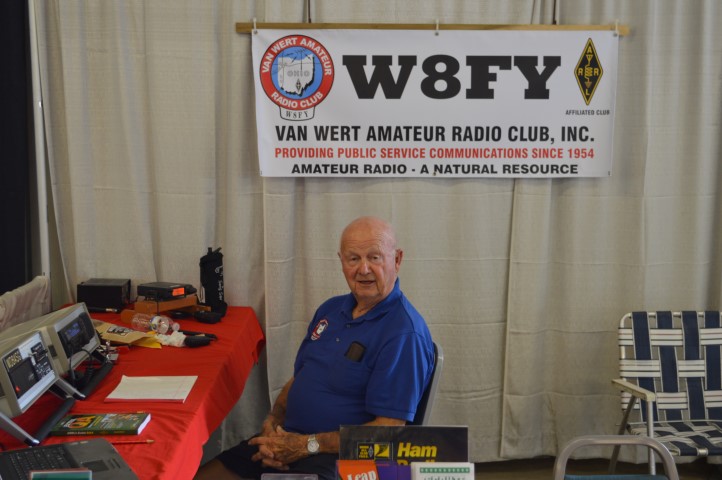 VAN WERT AMATEUR
OHIO
RADIO CLUB
W8FY
W8FY
ARRL
AFFILIATED CLUB
VAN WERT AMATEUR RADIO CLUB, INC.
PROVIDING PUBLIC SERVICE COMMUNICATIONS SINCE 1954
AMATEUR RADIO - A NATURAL RESOURCE
Ham